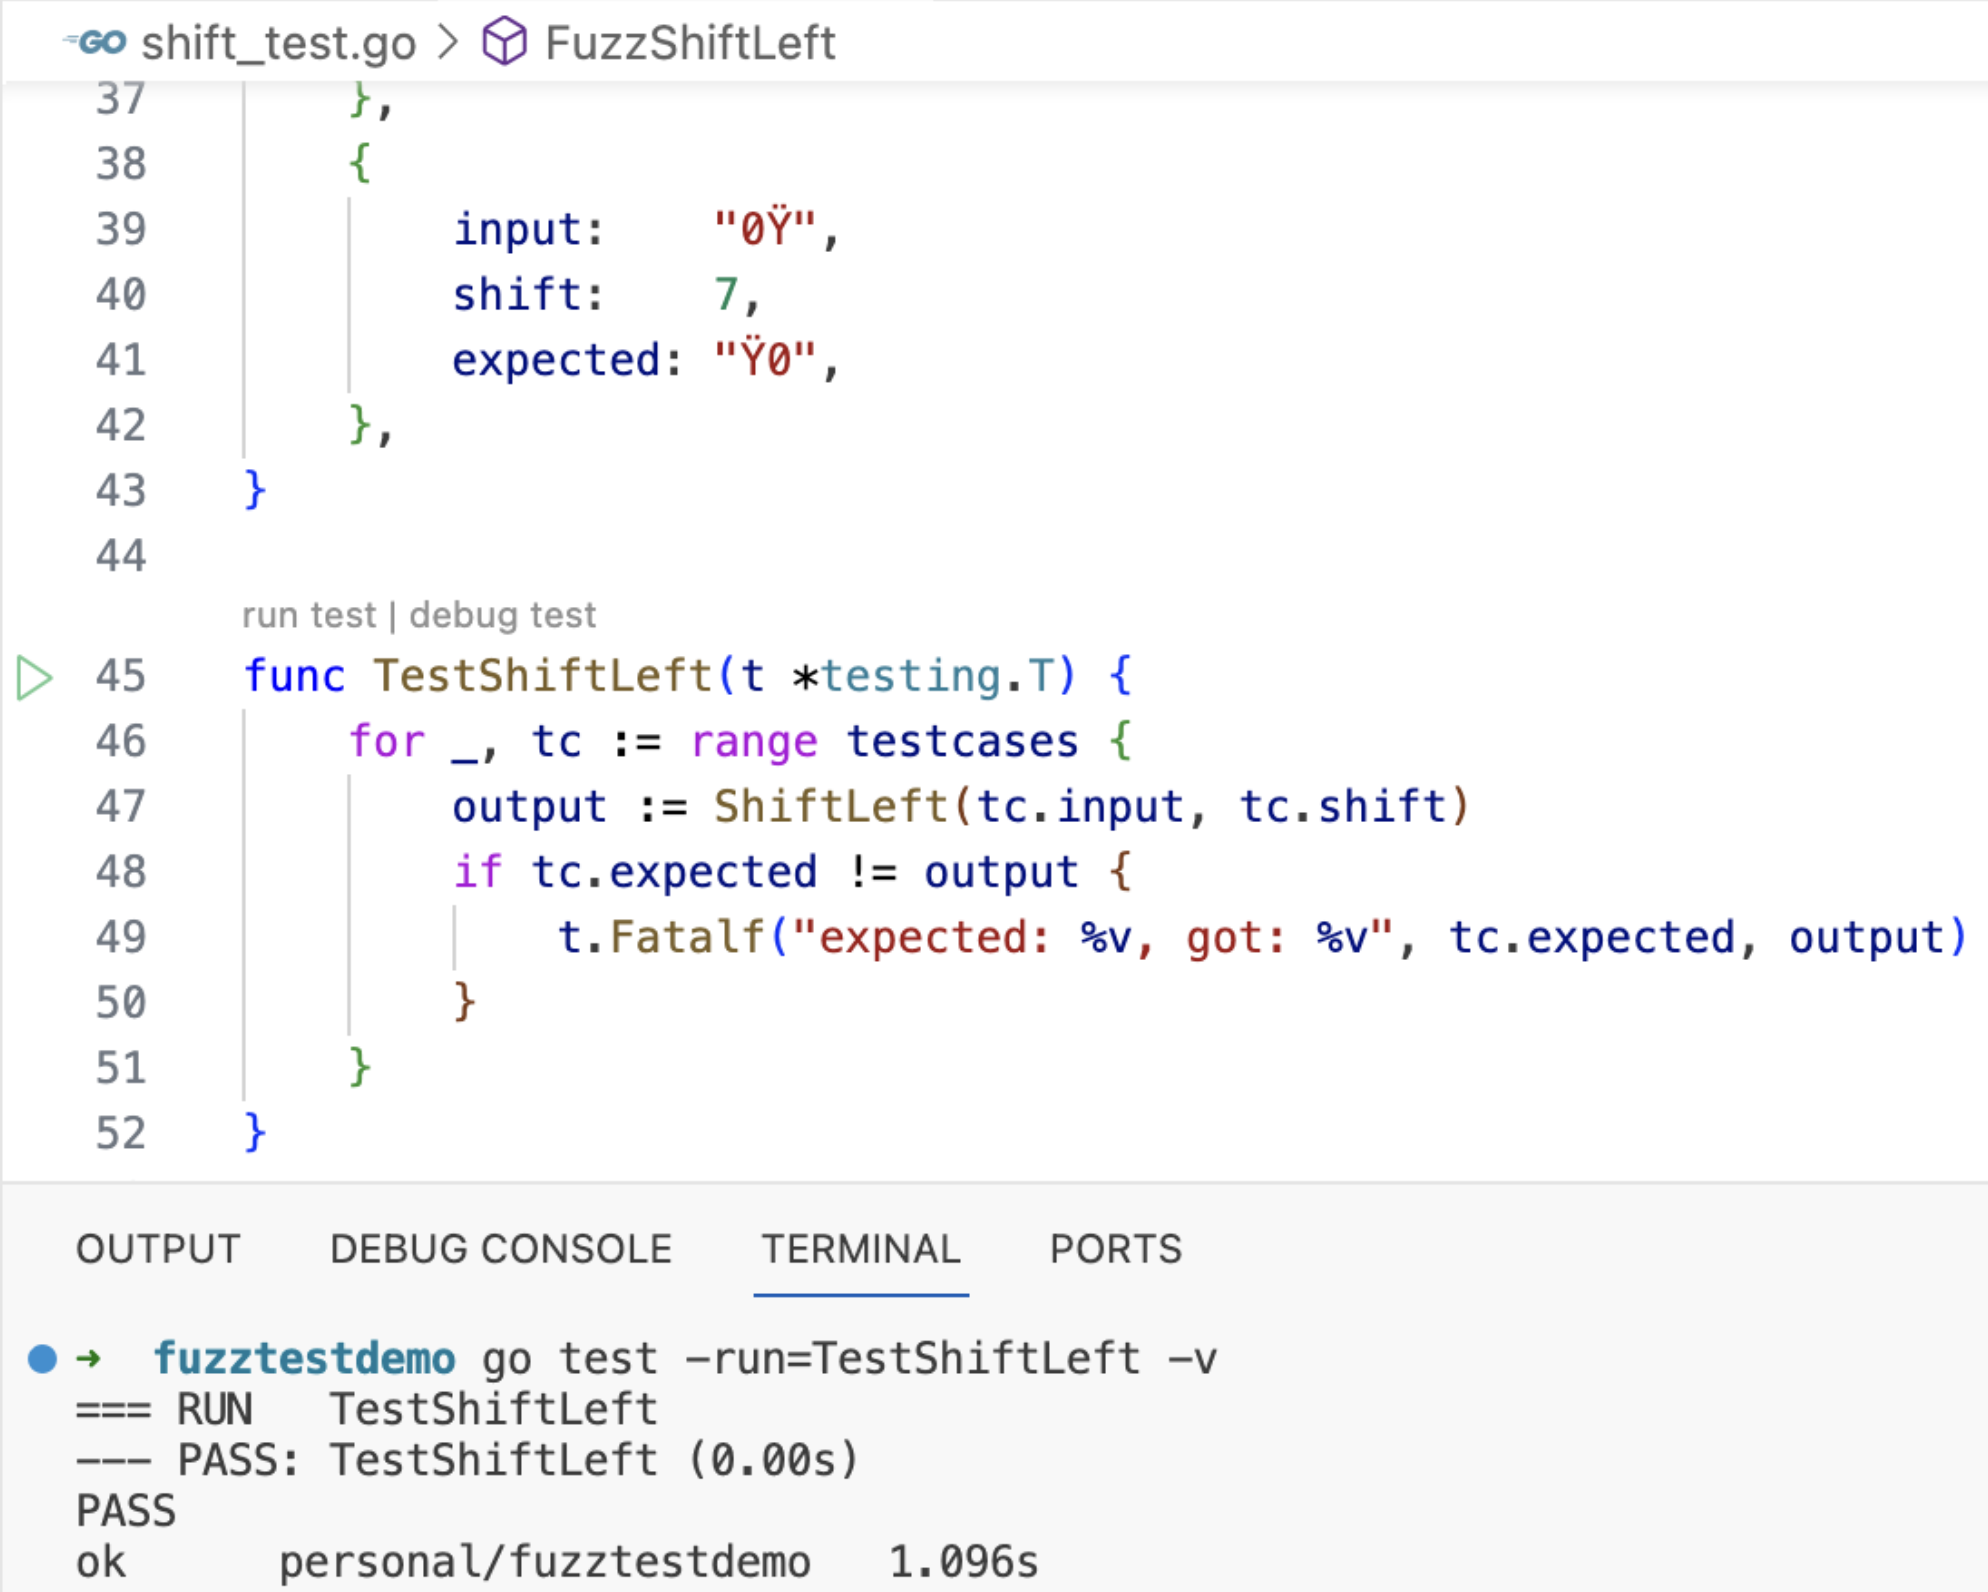 GO shift_test.go > FuzzShiftLeft
37 },
38 {
39 input: "0Ÿ",
40 shift: 7,
41 expected: "Ÿ0",
42 },
43 }
44
run test | debug test
45 func TestShiftLeft(t *testing.T) {
46 for _, tc := range testcases {
47 output := ShiftLeft(tc.input, tc.shift)
48 if tc.expected != output {
49 t.Fatalf("expected: %v, got: %v", tc.expected, output)
50 }
51 }
52 }
OUTPUT DEBUG CONSOLE TERMINAL PORTS
➜ fuzztestdemo go test -run=TestShiftLeft -v
=== RUN TestShiftLeft
--- PASS: TestShiftLeft (0.00s)
PASS
ok personal/fuzztestdemo 1.096s